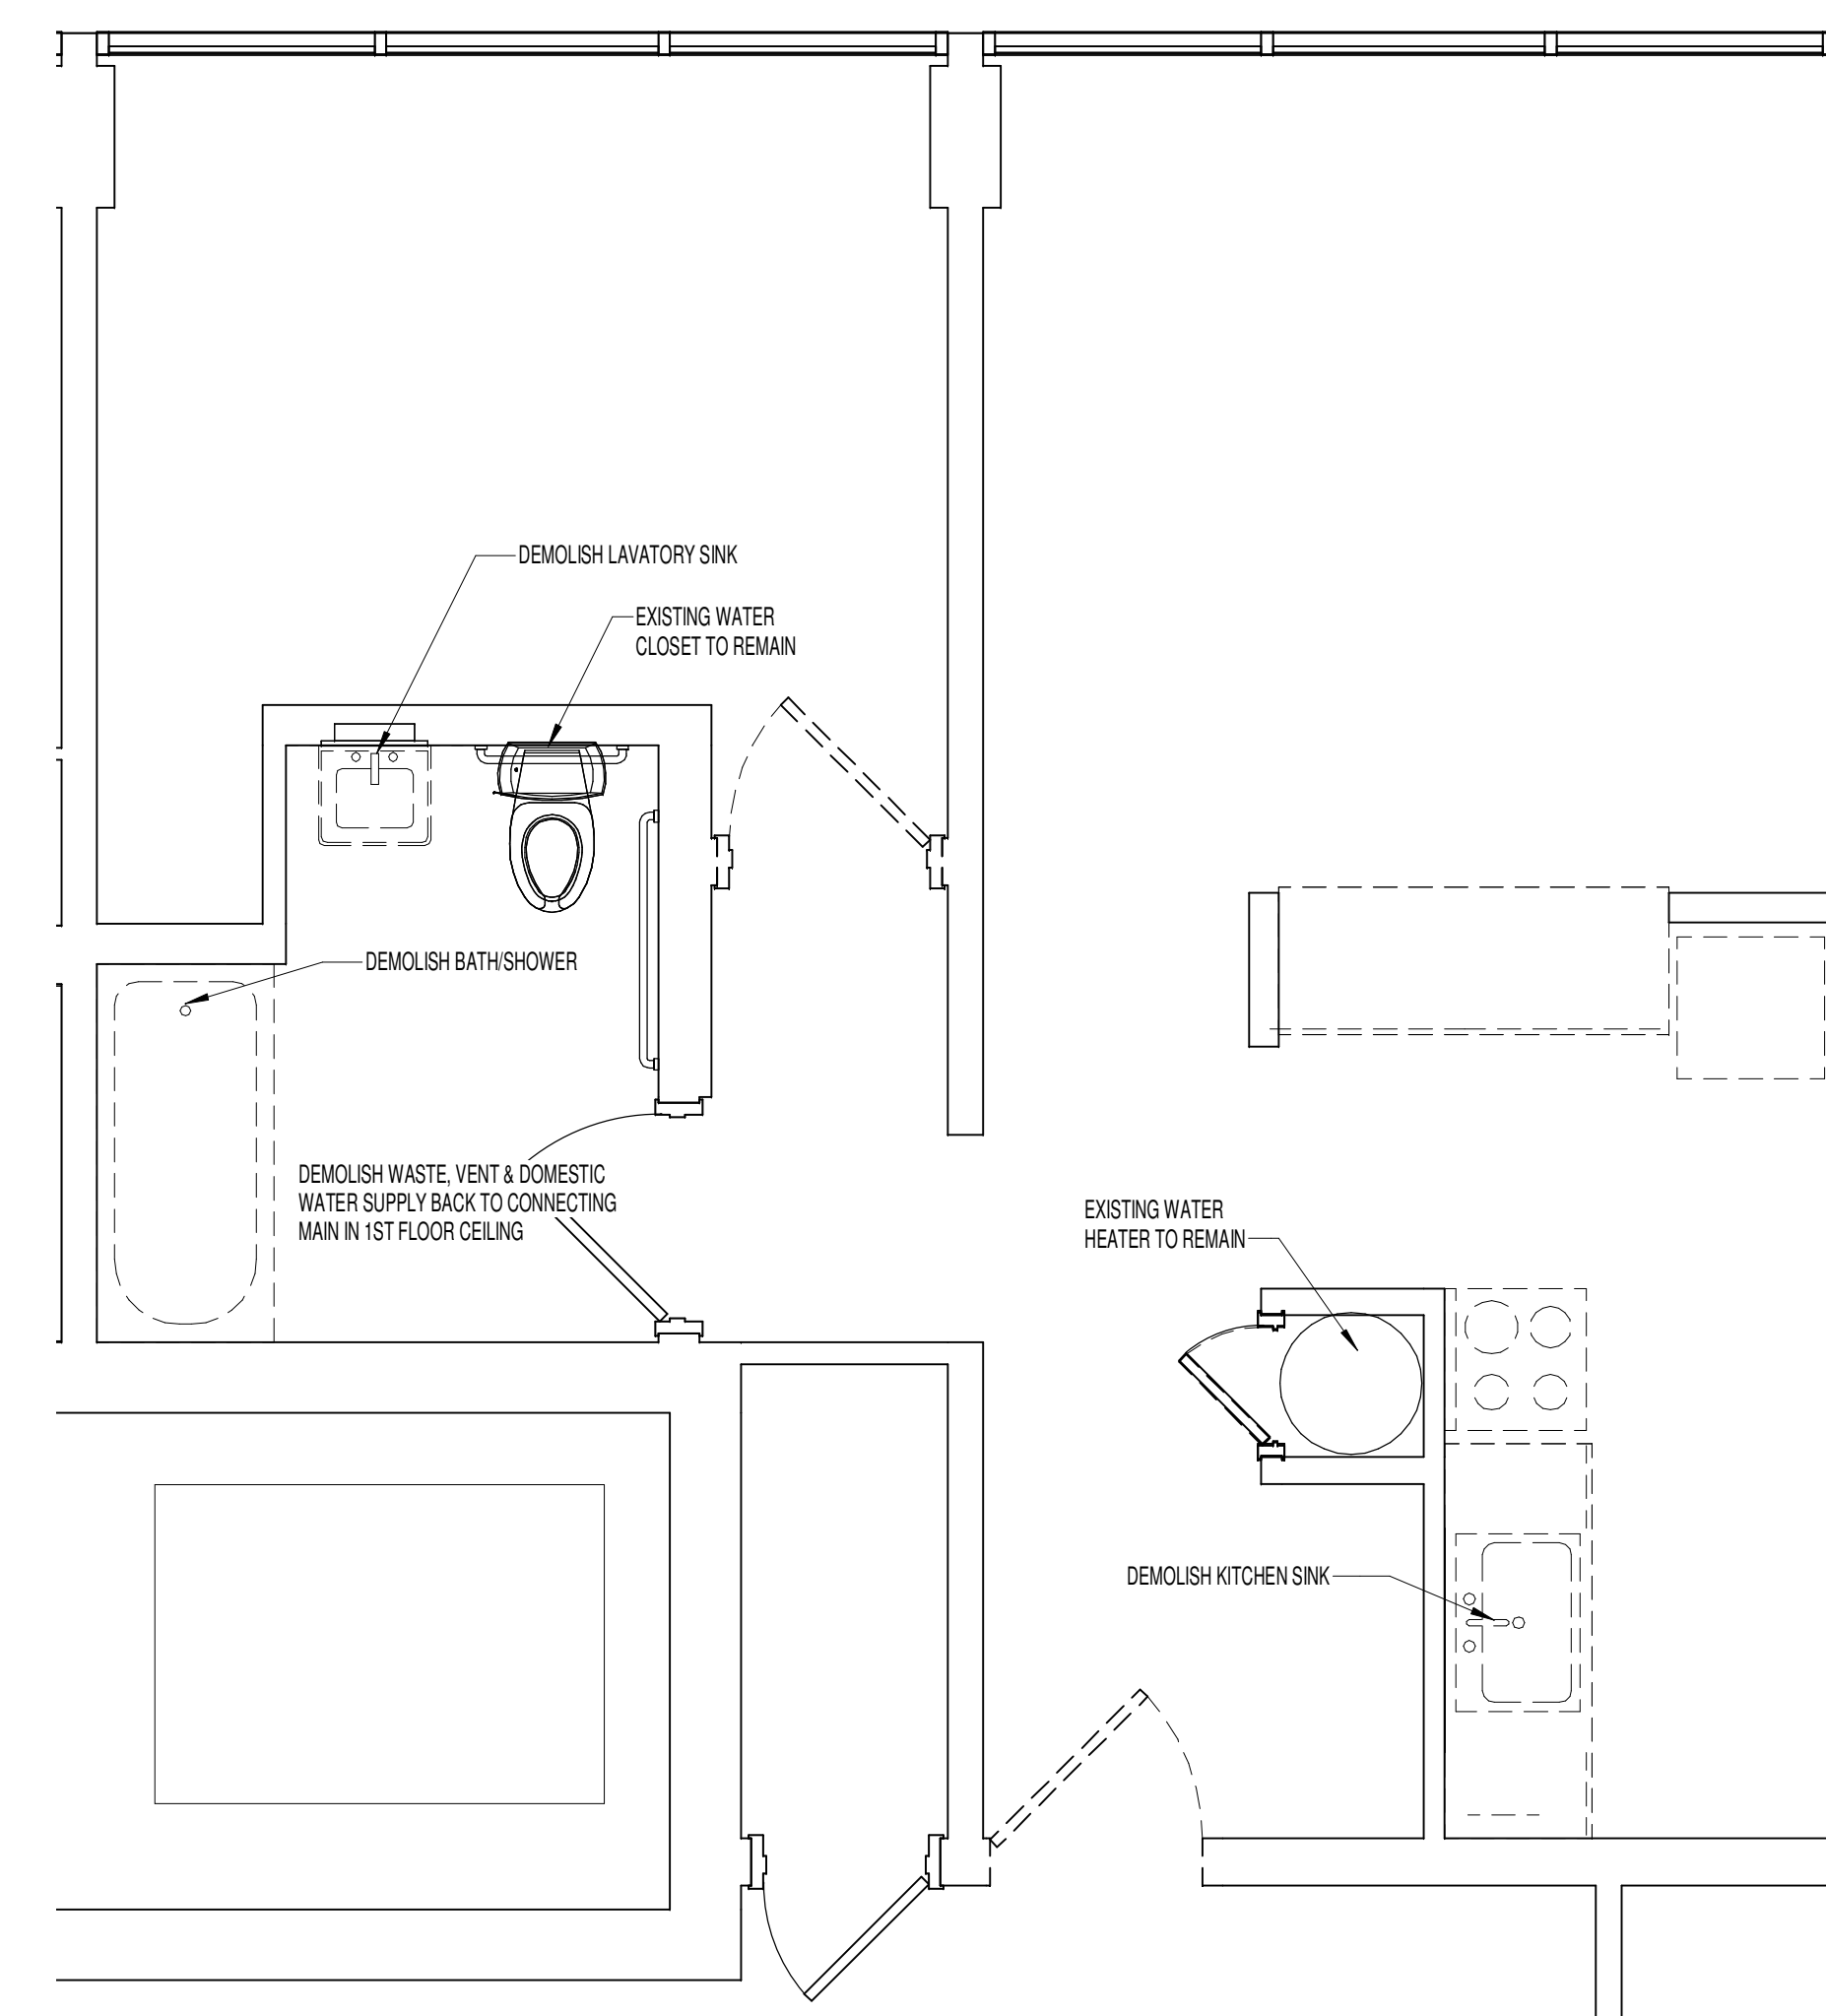 DEMOLISH LAVATORY SINK
EXISTING WATER
CLOSET TO REMAIN
DEMOLISH BATH/SHOWER
DEMOLISH WASTE, VENT & DOMESTIC
WATER SUPPLY BACK TO CONNECTING
MAIN IN 1ST FLOOR CEILING
EXISTING WATER
HEATER TO REMAIN
DEMOLISH KITCHEN SINK